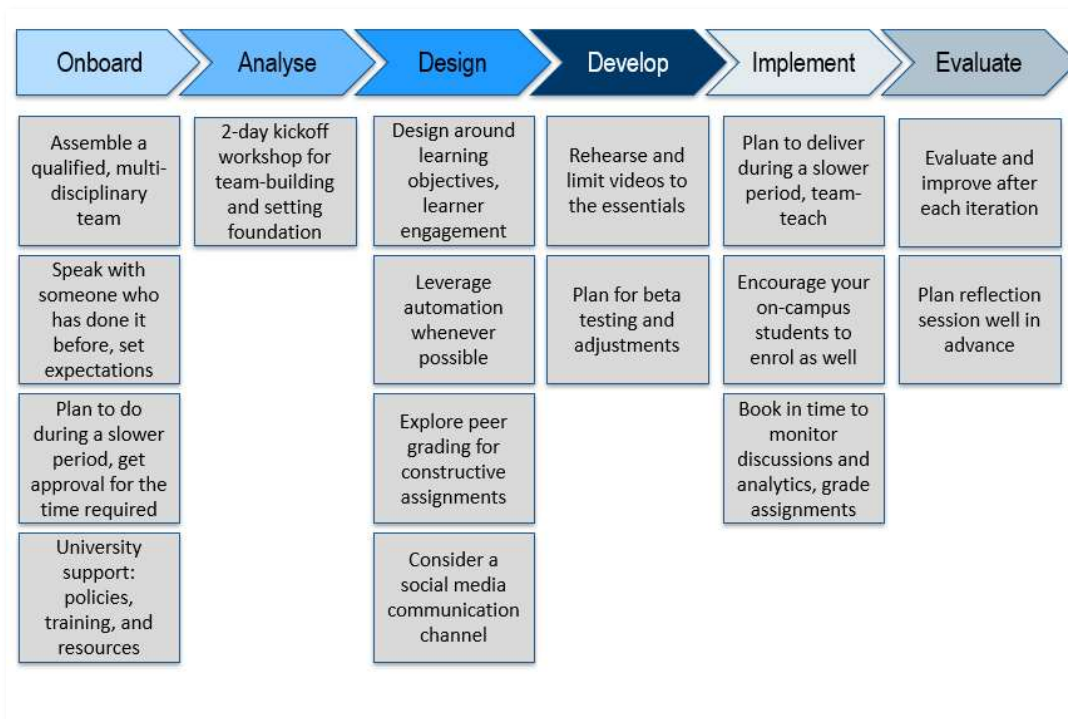 Onboard
Analyse
Design
Develop
Implement
Evaluate
Assemble a
qualified, multi-
disciplinary
team
Speak with
someone who
has done it
before, set
expectations
Plan to do
during a slower
period, get
approval for the
time required
University
support:
policies,
training, and
resources
2-day kickoff
workshop for
team-building
and setting
foundation
Design around
learning
objectives,
learner
engagement
Leverage
automation
whenever
possible
Explore peer
grading for
constructive
assignments
Consider a
social media
communication
channel
Rehearse and
limit videos to
the essentials
Plan for beta
testing and
adjustments
Plan to deliver
during a slower
period, team-
teach
Encourage your
on-campus
students to
enrol as well
Book in time to
monitor
discussions and
analytics, grade
assignments
Evaluate and
improve after
each iteration
Plan reflection
session well in
advance